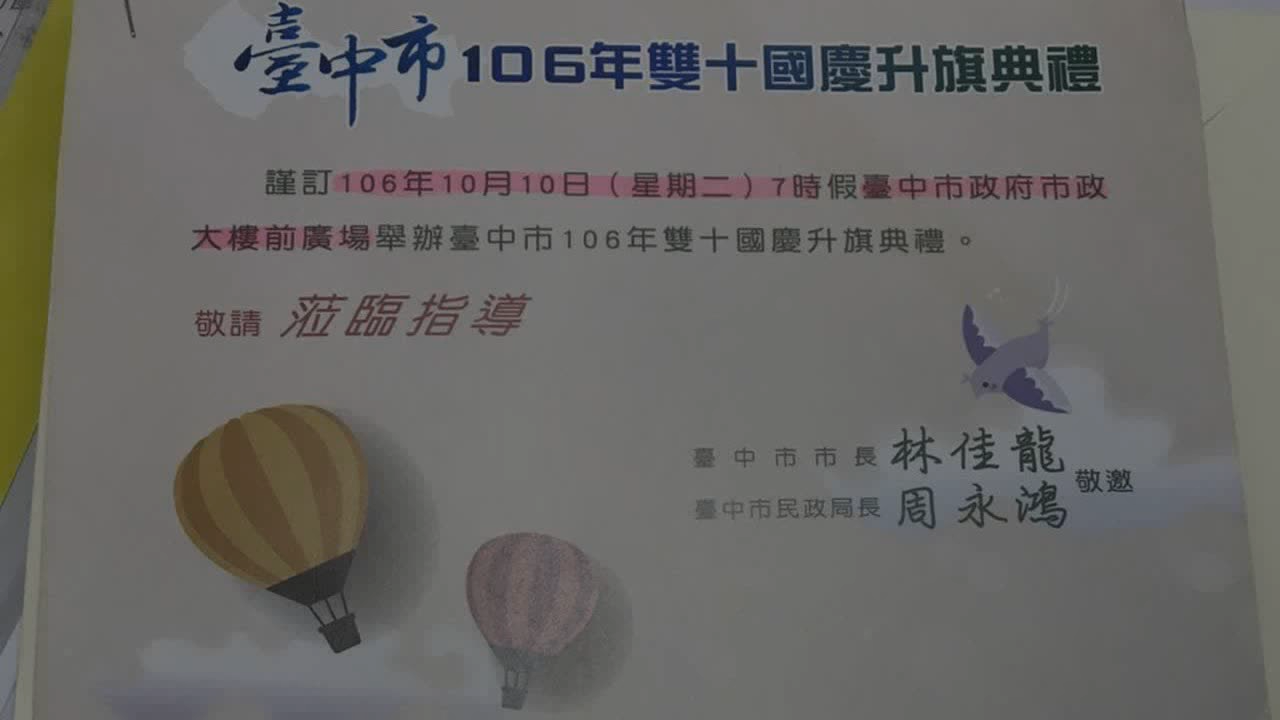 臺中市106年雙十國慶升旗典禮
謹訂106年10月10日（星期二）7時假臺中市政府市政
大樓前廣場舉辦臺中市106年雙十國慶升旗典禮。
敬請 蒞臨指導
臺中市市長 林佳龍
臺中市民政局長 周永鴻
敬邀